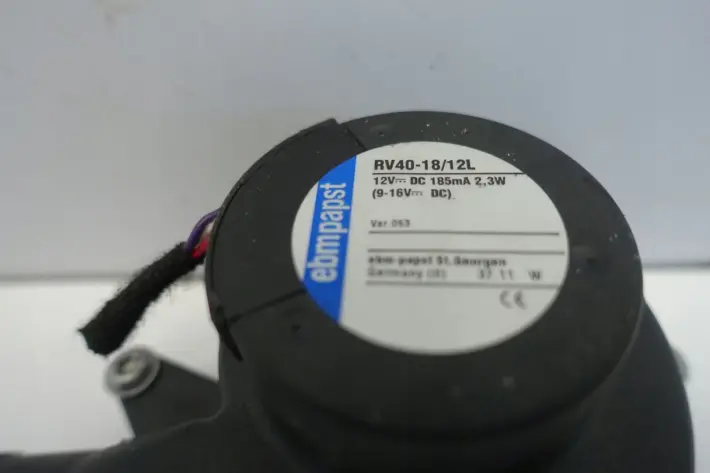 ebmpapst
RV40-18/12L
12V⎓ DC 185mA 2,3W
(9-16V⎓ DC)
Var.053
ebm-papst St.Georgen
Germany (S) 37 11 W
CE